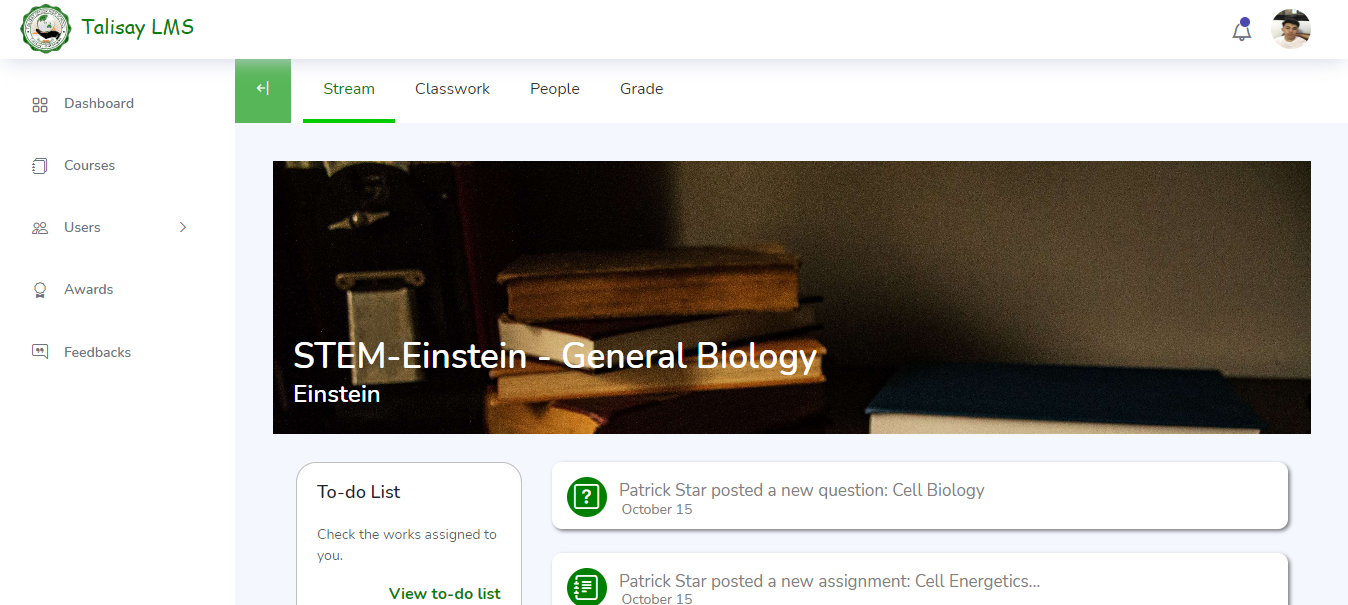 Talisay LMS
Dashboard
Courses
Users
Awards
Feedbacks
Stream Classwork People Grade
STEM-Einstein - General Biology
Einstein
To-do List
Check the works assigned to
you.
View to-do list
Patrick Star posted a new question: Cell Biology
October 15
Patrick Star posted a new assignment: Cell Energetics...
October 15